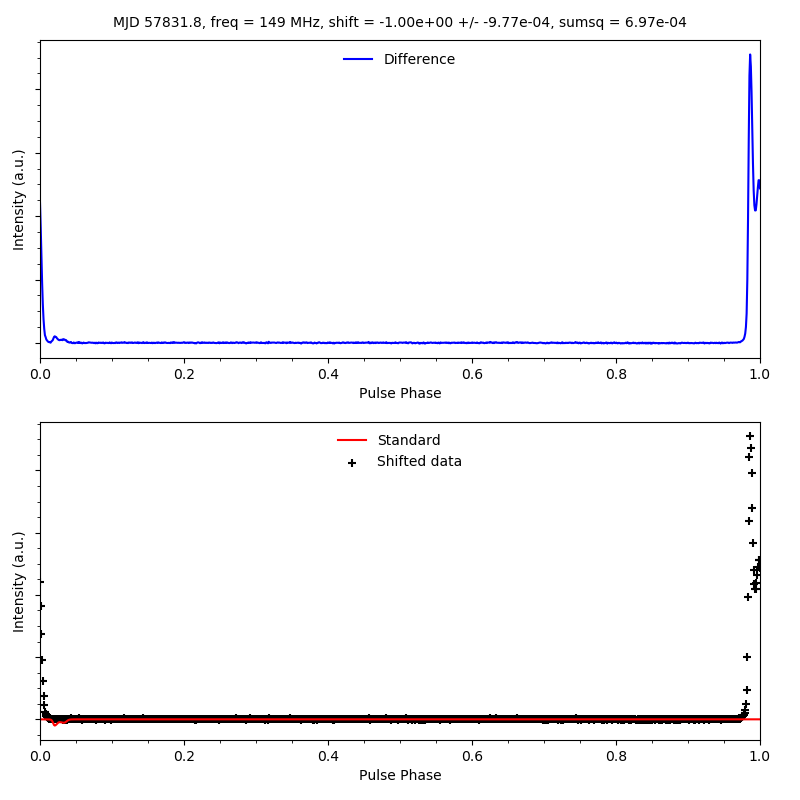 MJD 57831.8, freq = 149 MHz, shift = -1.00e+00 +/- -9.77e-04, sumsq = 6.97e-04
Difference
Intensity (a.u.)
0.0 0.2 0.4 0.6 0.8 1.0
Pulse Phase
Standard
Shifted data
Intensity (a.u.)
0.0 0.2 0.4 0.6 0.8 1.0
Pulse Phase